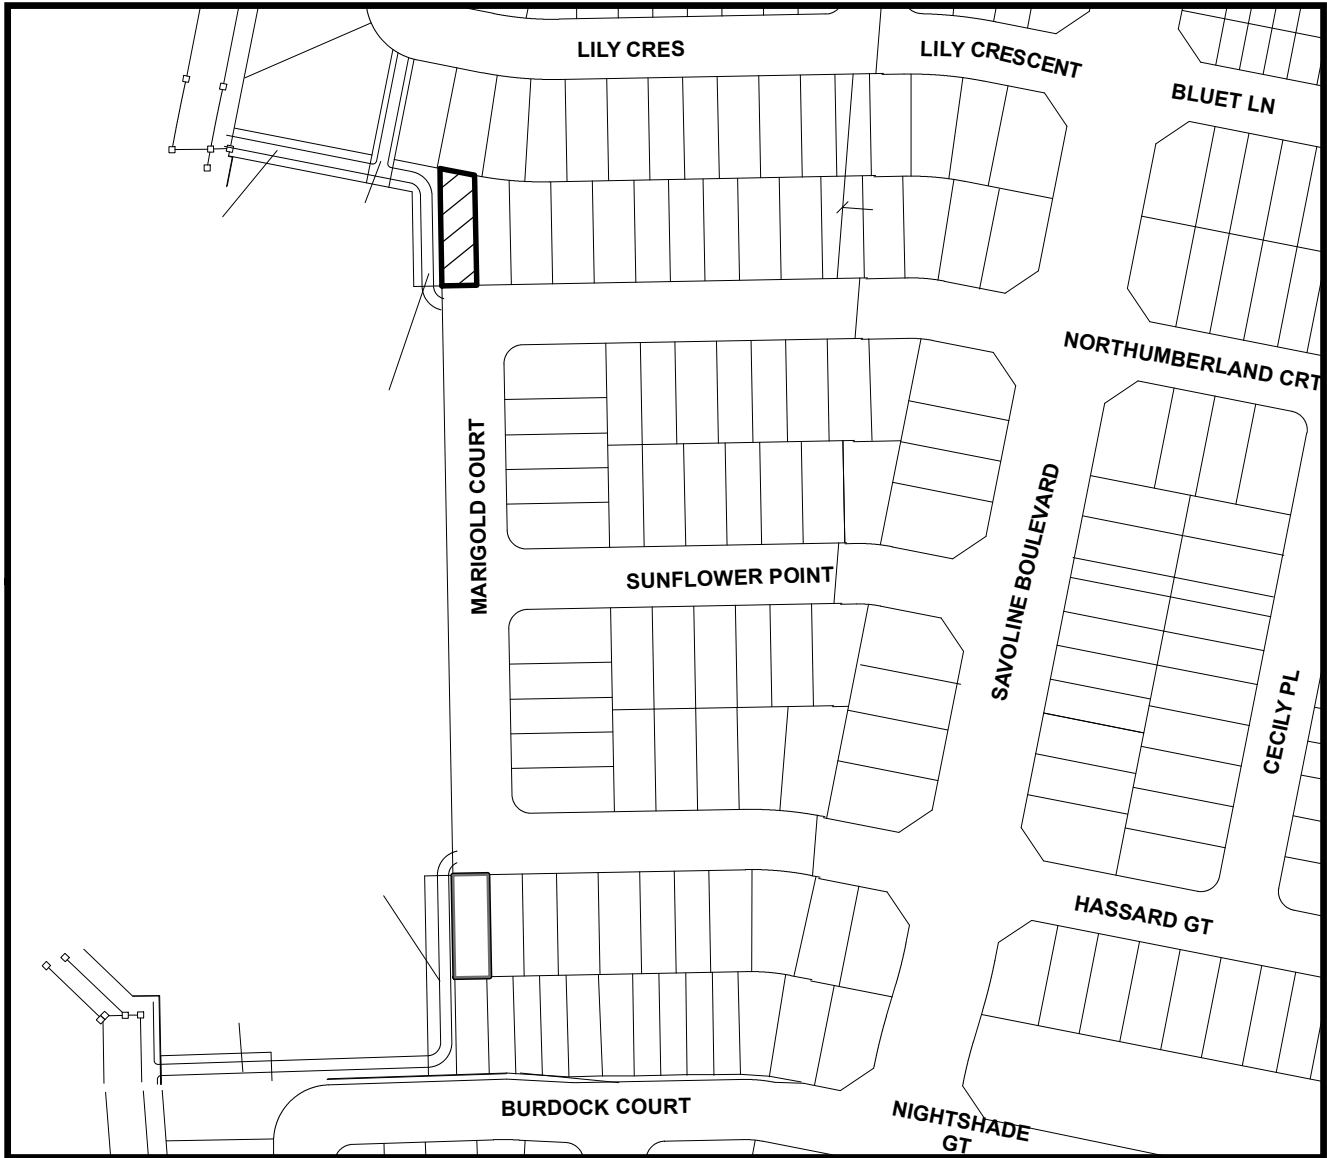 LILY CRES
LILY CRESCENT
BLUET LN
NORTHUMBERLAND CRT
MARIGOLD COURT
SAVOLINE BOULEVARD
SUNFLOWER POINT
CECILY PL
HASSARD GT
BURDOCK COURT
NIGHTSHADE
GT